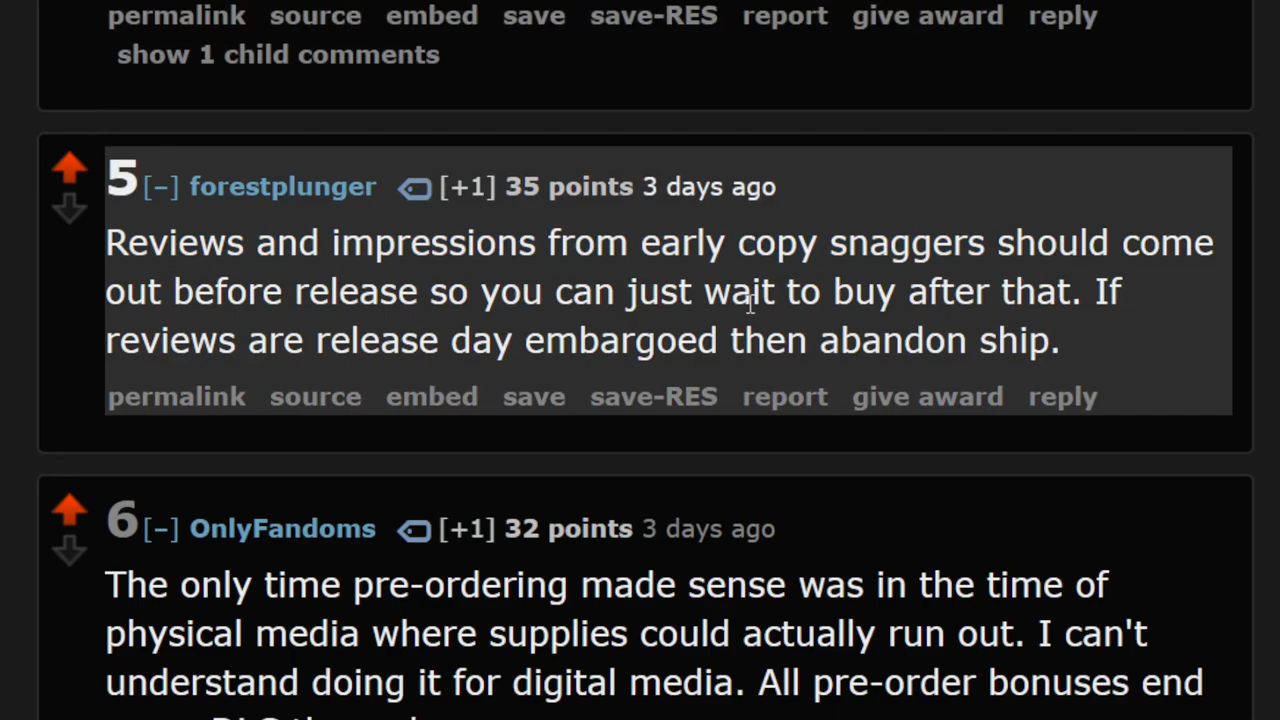 permalink source embed save save-RES report give award reply
show 1 child comments
5 [–] forestplunger [+1] 35 points 3 days ago
Reviews and impressions from early copy snaggers should come
out before release so you can just wait to buy after that. If
reviews are release day embargoed then abandon ship.
permalink source embed save save-RES report give award reply
6 [–] OnlyFandoms [+1] 32 points 3 days ago
The only time pre-ordering made sense was in the time of
physical media where supplies could actually run out. I can't
understand doing it for digital media. All pre-order bonuses end